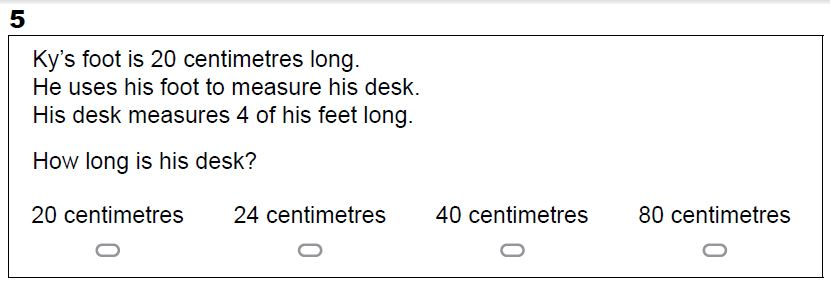 5
Ky's foot is 20 centimetres long.
He uses his foot to measure his desk.
His desk measures 4 of his feet long.
How long is his desk?
20 centimetres 24 centimetres 40 centimetres 80 centimetres